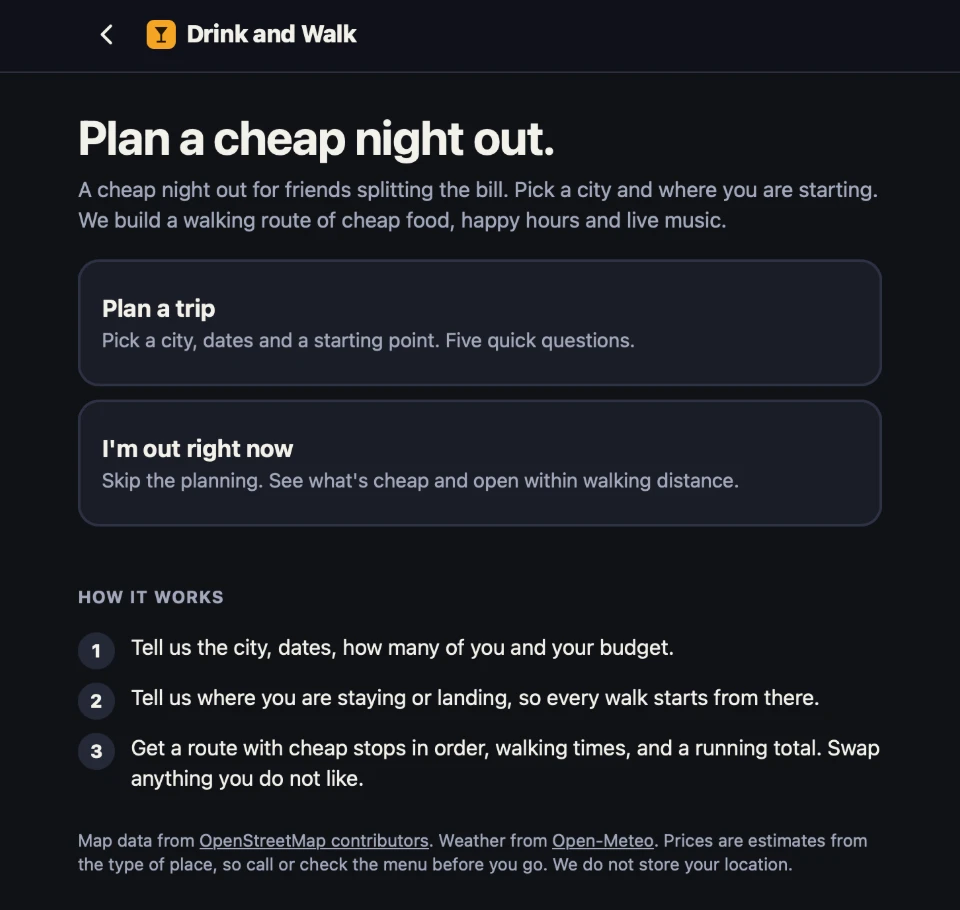 Drink and Walk
Plan a cheap night out.
A cheap night out for friends splitting the bill. Pick a city and where you are starting.
We build a walking route of cheap food, happy hours and live music.
Plan a trip
Pick a city, dates and a starting point. Five quick questions.
I'm out right now
Skip the planning. See what's cheap and open within walking distance.
HOW IT WORKS
1 Tell us the city, dates, how many of you and your budget.
2 Tell us where you are staying or landing, so every walk starts from there.
3 Get a route with cheap stops in order, walking times, and a running total. Swap
anything you do not like.
Map data from OpenStreetMap contributors. Weather from Open-Meteo. Prices are estimates from
the type of place, so call or check the menu before you go. We do not store your location.